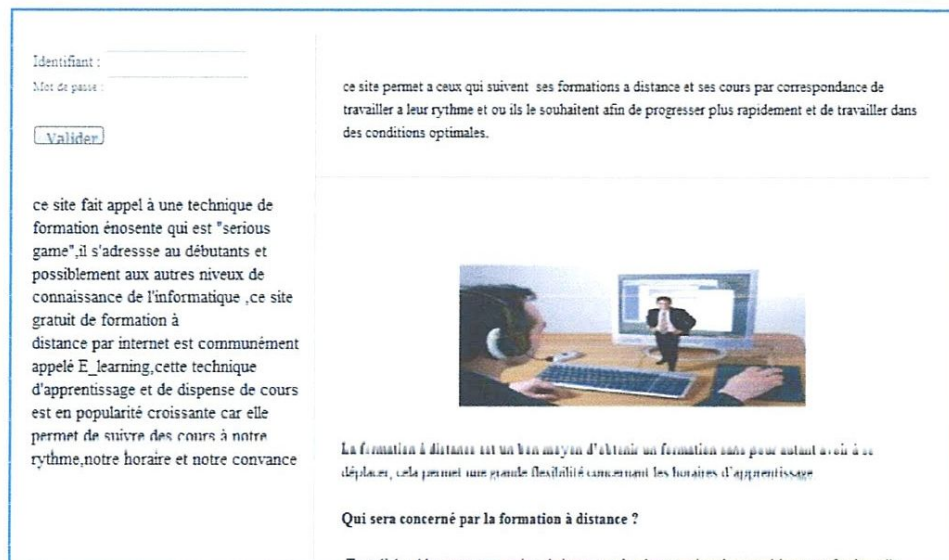 Identifiant :
Mot de passe :
Valider
ce site fait appel à une technique de
formation énosente qui est "serious
game",il s'adressse au débutants et
possiblement aux autres niveux de
connaissance de l'informatique ,ce site
gratuit de formation à
distance par internet est communément
appelé E_learning,cette technique
d'apprentissage et de dispense de cours
est en popularité croissante car elle
permet de suivre des cours à notre
rythme,notre horaire et notre convance
ce site permet a ceux qui suivent ses formations a distance et ses cours par correspondance de
travailler a leur rythme et ou ils le souhaitent afin de progresser plus rapidement et de travailler dans
des conditions optimales.
La formation à distance est un bon moyen d'obtenir un formation sans pour autant avoir à se
déplacer, cela permet une grande flexibilité concernant les horaires d'apprentissage
Qui sera concerné par la formation à distance ?